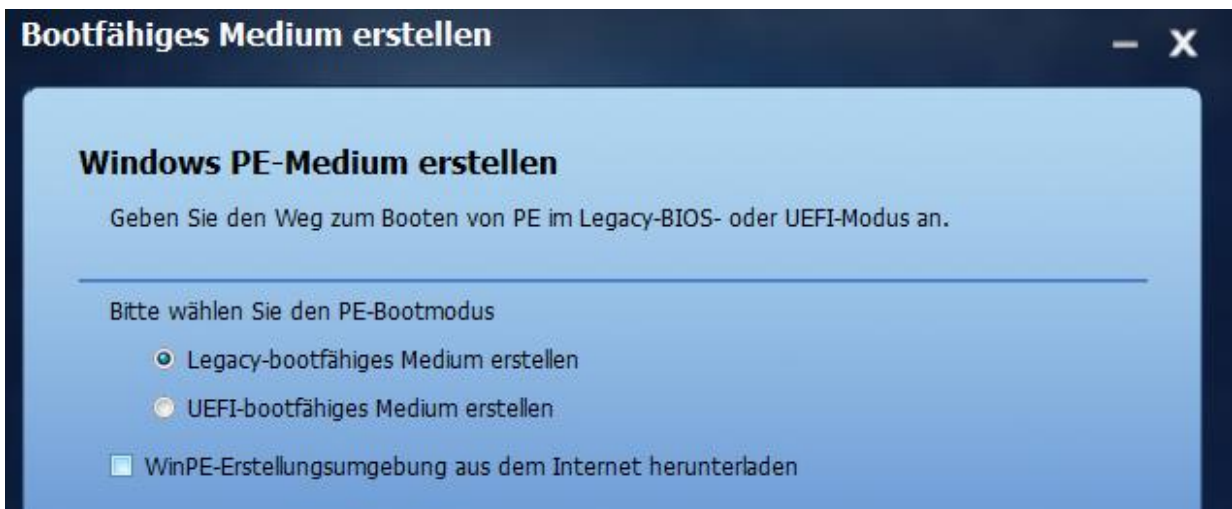 Bootfähiges Medium erstellen
Windows PE-Medium erstellen
Geben Sie den Weg zum Booten von PE im Legacy-BIOS- oder UEFI-Modus an.
Bitte wählen Sie den PE-Bootmodus
Legacy-bootfähiges Medium erstellen
UEFI-bootfähiges Medium erstellen
WinPE-Erstellungsumgebung aus dem Internet herunterladen